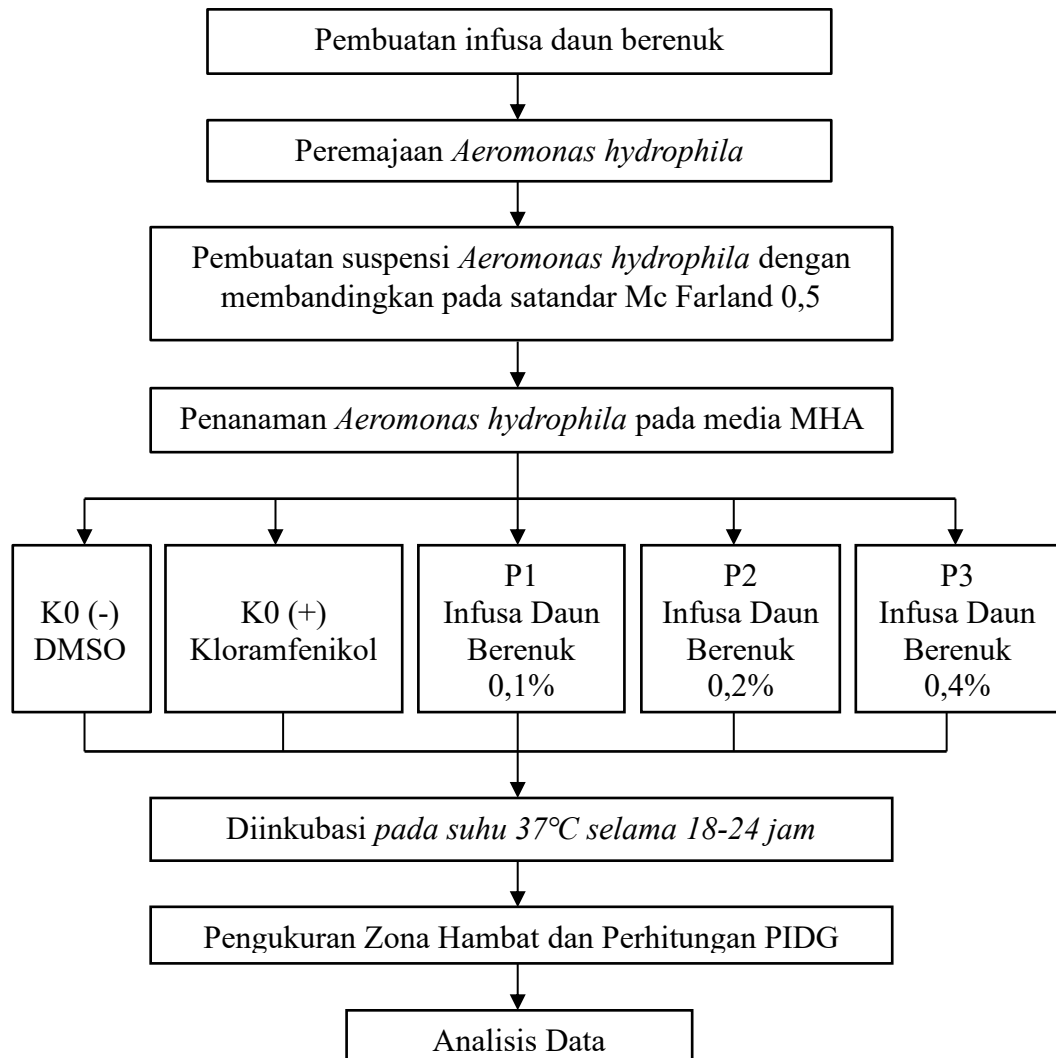 Pembuatan infusa daun berenuk
Peremajaan Aeromonas hydrophila
Pembuatan suspensi Aeromonas hydrophila dengan
membandingkan pada satandar Mc Farland 0,5
Penanaman Aeromonas hydrophila pada media MHA
K0 (-)
DMSO
K0 (+)
Kloramfenikol
P1
Infusa Daun
Berenuk
0,1%
P2
Infusa Daun
Berenuk
0,2%
P3
Infusa Daun
Berenuk
0,4%
Diinkubasi pada suhu 37°C selama 18-24 jam
Pengukuran Zona Hambat dan Perhitungan PIDG
Analisis Data